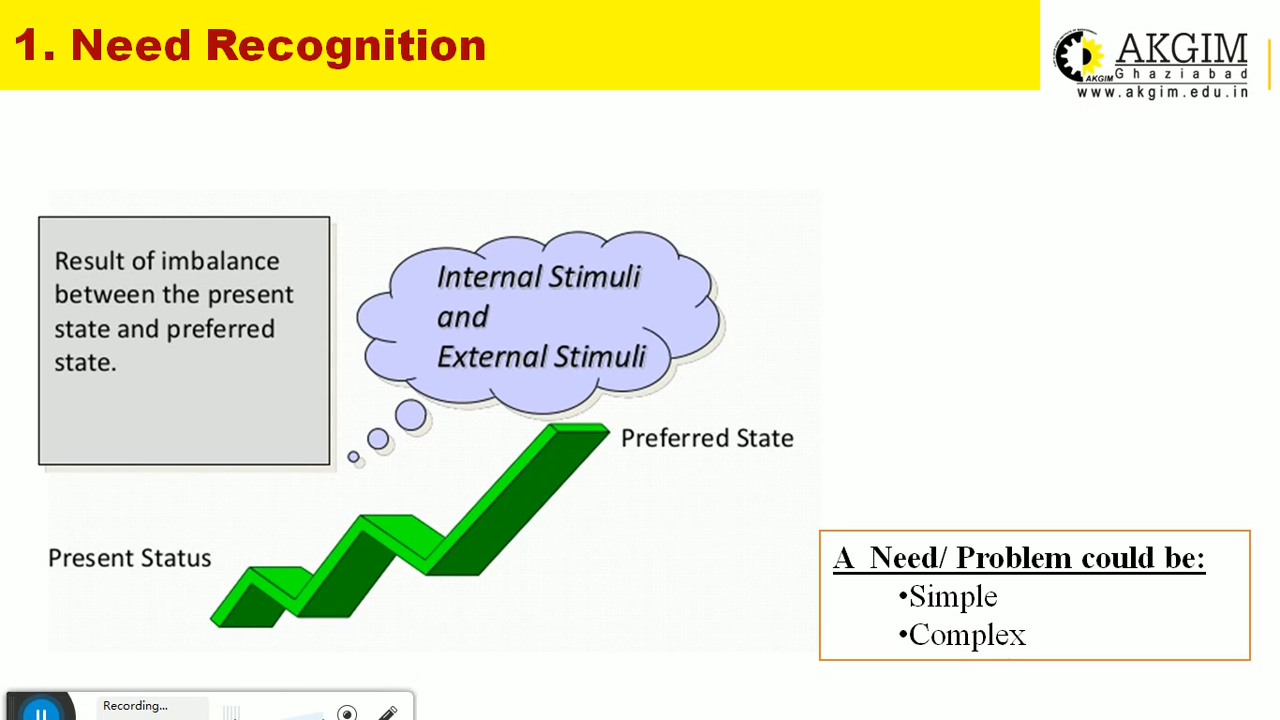 1. Need Recognition
AKGIM
Ghaziabad
AKGIM
www.akgim.edu.in
Result of imbalance
between the present
state and preferred
state.
Internal Stimuli
and
External Stimuli
Preferred State
Present Status
A Need/ Problem could be:
•Simple
•Complex
Recording...